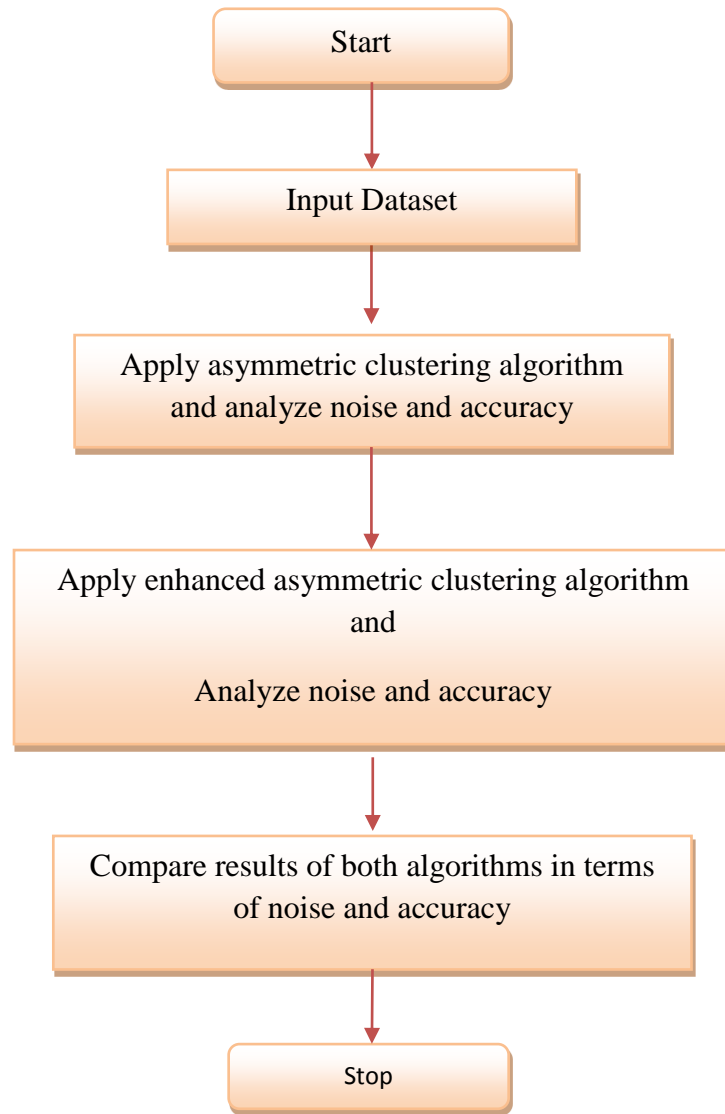 Start
Input Dataset
Apply asymmetric clustering algorithm
and analyze noise and accuracy
Apply enhanced asymmetric clustering algorithm
and
Analyze noise and accuracy
Compare results of both algorithms in terms
of noise and accuracy
Stop